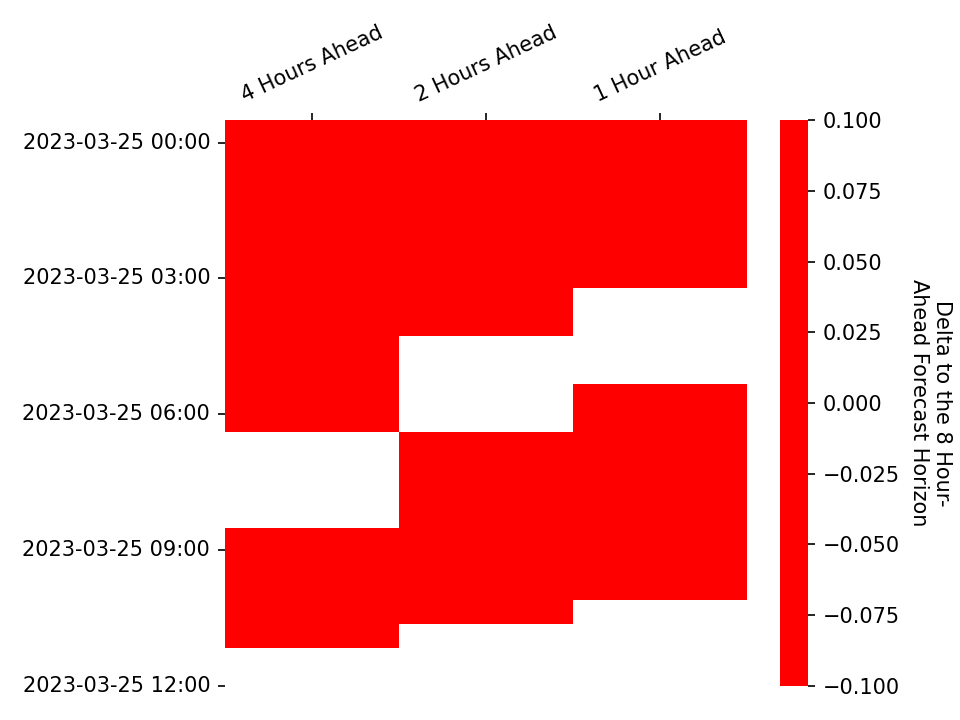 4 Hours Ahead
2 Hours Ahead
1 Hour Ahead
2023-03-25 00:00
2023-03-25 03:00
2023-03-25 06:00
2023-03-25 09:00
2023-03-25 12:00
0.100
0.075
0.050
0.025
0.000
−0.025
−0.050
−0.075
−0.100
Delta to the 8 Hour-
Ahead Forecast Horizon